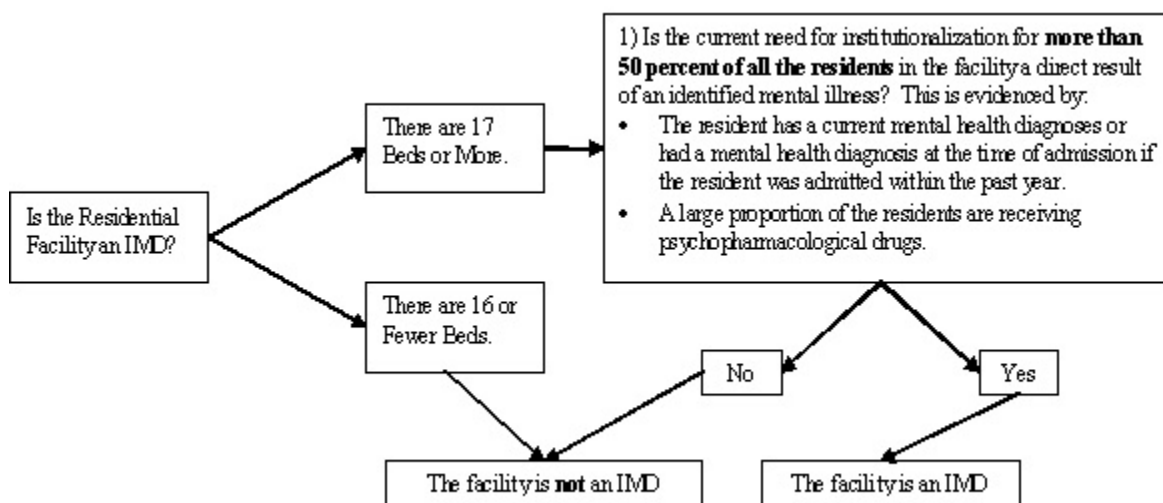 Is the Residential
Facility an IMD?
There are 17
Beds or More.
There are 16 or
Fewer Beds.
1) Is the current need for institutionalization for more than
50 percent of all the residents in the facility a direct result
of an identified mental illness? This is evidenced by:
• The resident has a current mental health diagnoses or
had a mental health diagnosis at the time of admission if
the resident was admitted within the past year.
• A large proportion of the residents are receiving
psychopharmacological drugs.
No
Yes
The facility is not an IMD
The facility is an IMD